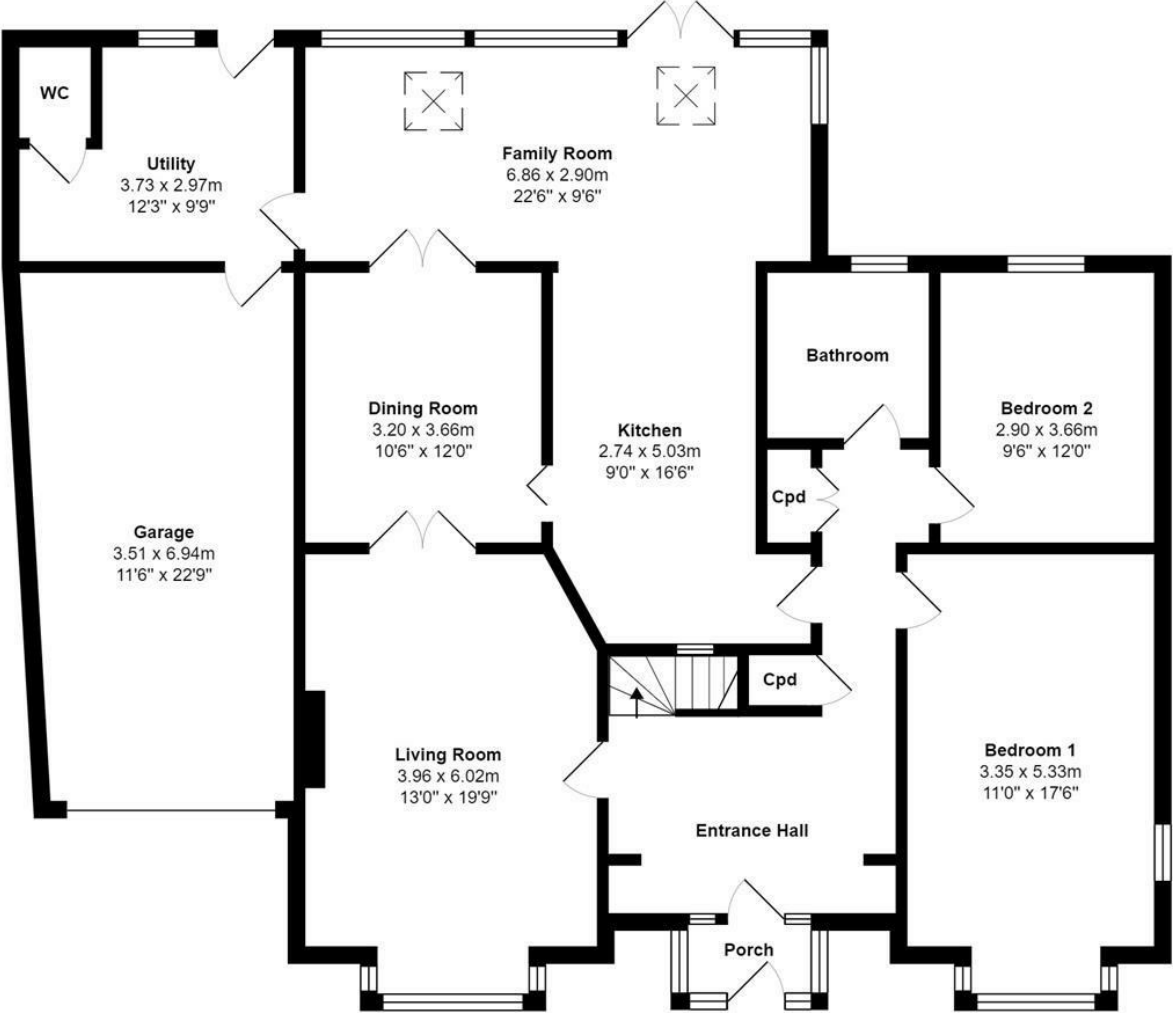 WC
Utility
3.73 x 2.97m
12'3" x 9'9"
Family Room
6.86 x 2.90m
22'6" x 9'6"
Bathroom
Dining Room
3.20 x 3.66m
10'6" x 12'0"
Kitchen
2.74 x 5.03m
9'0" x 16'6"
Bedroom 2
2.90 x 3.66m
9'6" x 12'0"
Cpd
Garage
3.51 x 6.94m
11'6" x 22'9"
Cpd
Living Room
3.96 x 6.02m
13'0" x 19'9"
Bedroom 1
3.35 x 5.33m
11'0" x 17'6"
Entrance Hall
Porch